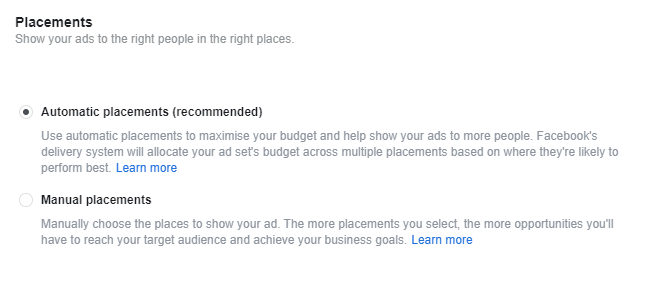 Placements
Show your ads to the right people in the right places.
Automatic placements (recommended)
Use automatic placements to maximise your budget and help show your ads to more people. Facebook's
delivery system will allocate your ad set's budget across multiple placements based on where they're likely to
perform best. Learn more
Manual placements
Manually choose the places to show your ad. The more placements you select, the more opportunities you'll
have to reach your target audience and achieve your business goals. Learn more